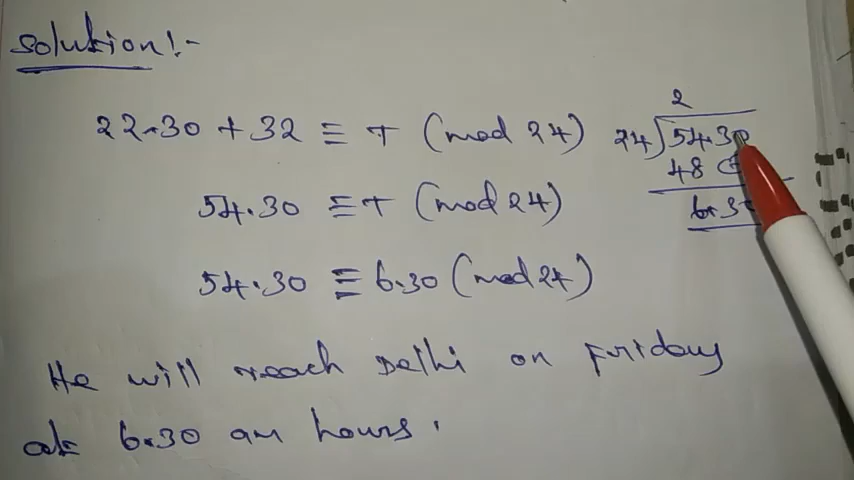 Solution!:-
22.30 + 32 ≡ T (mod 24)
54.30 ≡ T (mod 24)
54.30 ≡ 6.30 (mod 24)
He will reach Delhi on Friday
at 6.30 am hours.
2
24)54.30
48
6.3